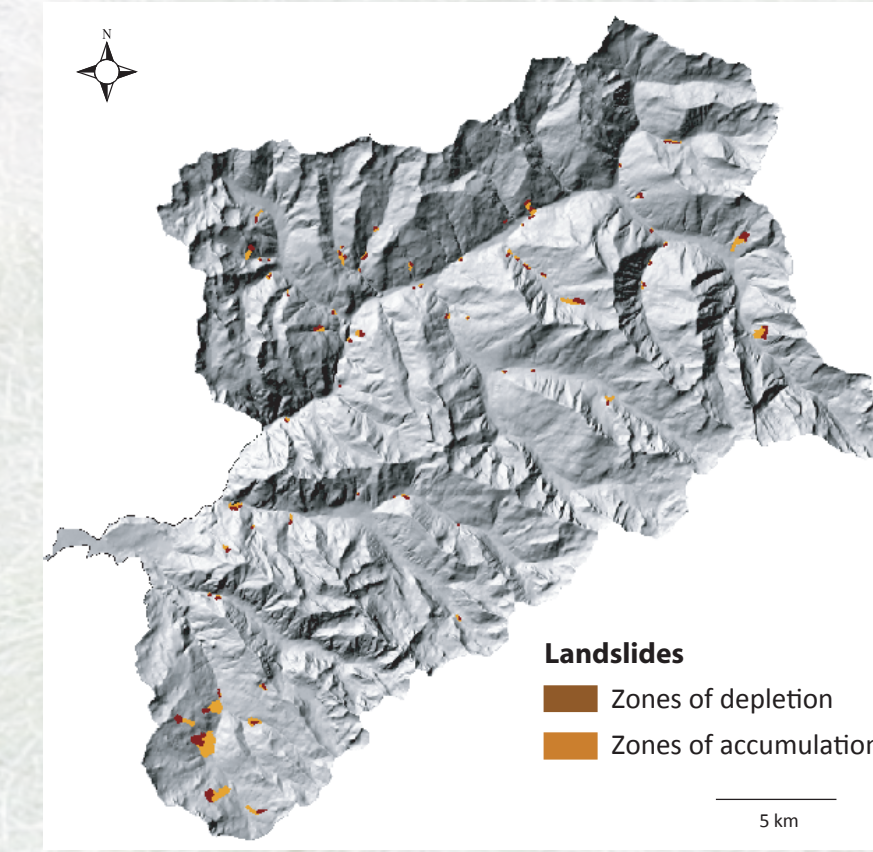 N
Landslides
Zones of depletion
Zones of accumulation
5 km